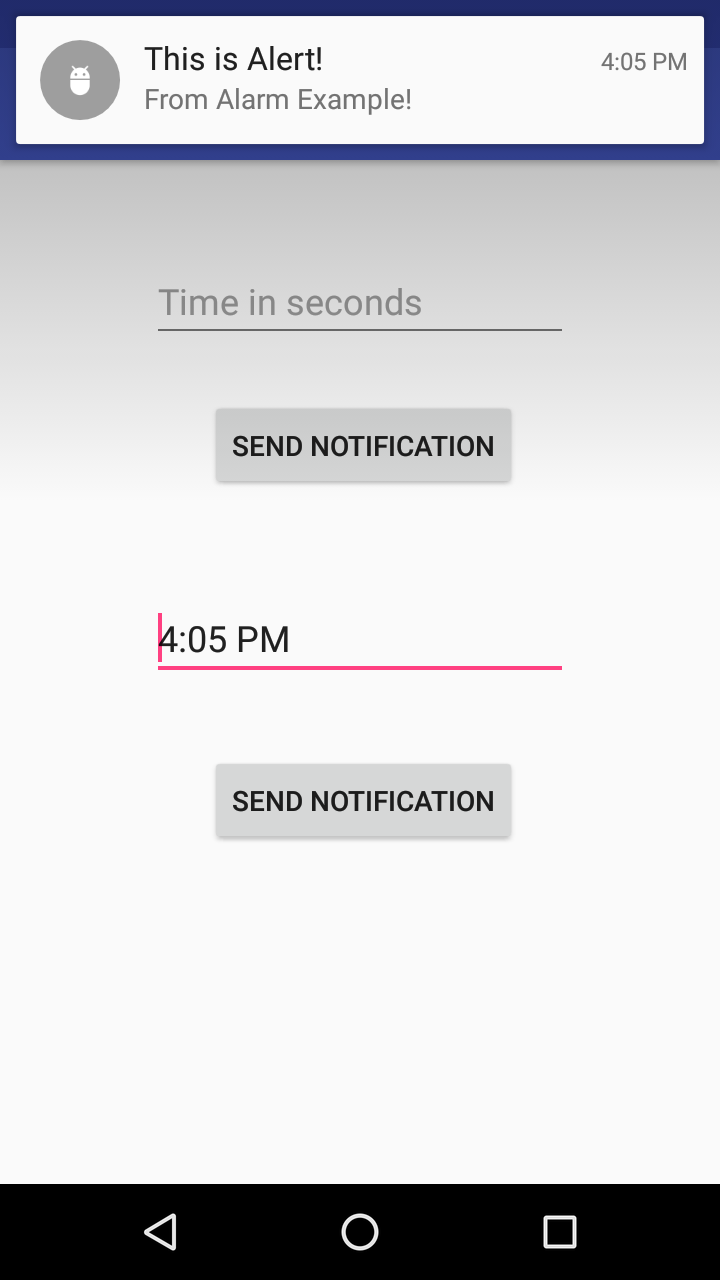 This is Alert!
4:05 PM
From Alarm Example!
Time in seconds
SEND NOTIFICATION
4:05 PM
SEND NOTIFICATION